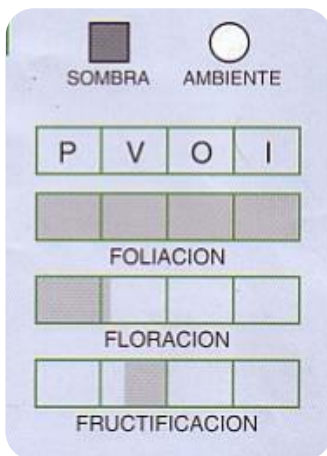 SOMBRA AMBIENTE
P V O I
FOLIACION
FLORACION
FRUCTIFICACION